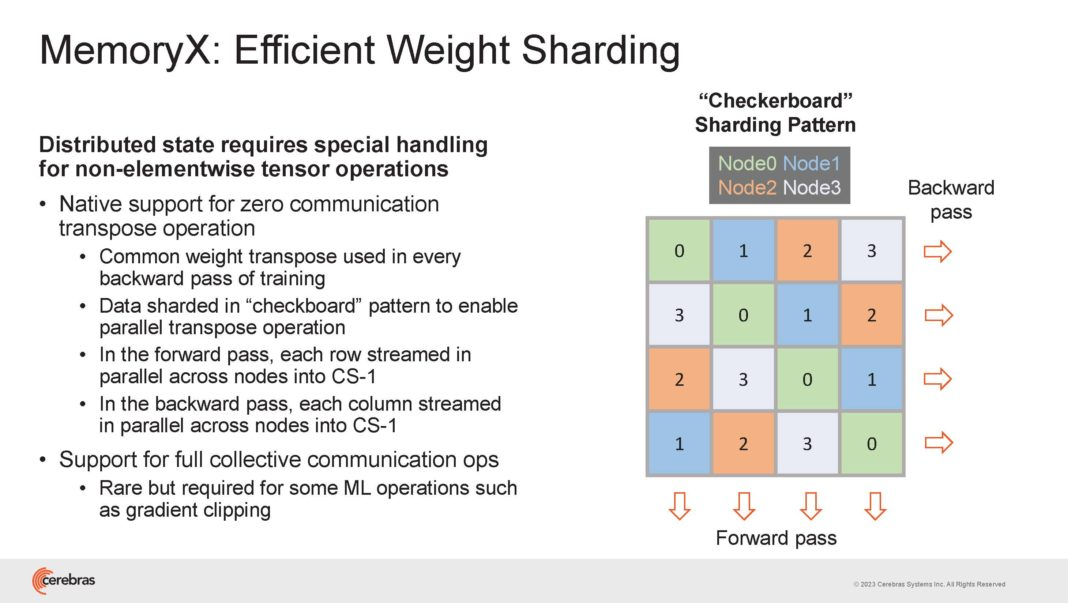 MemoryX: Efficient Weight Sharding
Distributed state requires special handling
for non-elementwise tensor operations
• Native support for zero communication
transpose operation
• Common weight transpose used in every
backward pass of training
• Data sharded in “checkboard” pattern to enable
parallel transpose operation
• In the forward pass, each row streamed in
parallel across nodes into CS-1
• In the backward pass, each column streamed
in parallel across nodes into CS-1
• Support for full collective communication ops
• Rare but required for some ML operations such
as gradient clipping
“Checkerboard”
Sharding Pattern
Node0 Node1
Node2 Node3
Backward
pass
0 1 2 3
3 0 1 2
2 3 0 1
1 2 3 0
Forward pass
cerebras
© 2023 Cerebras Systems Inc. All Rights Reserved